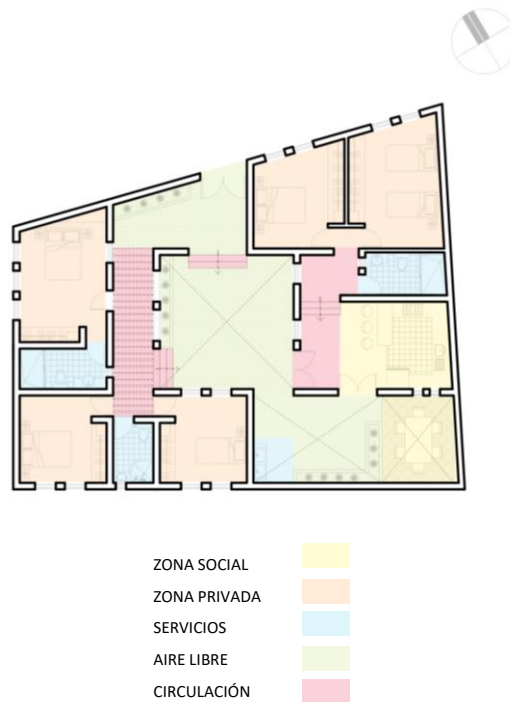 ZONA SOCIAL
ZONA PRIVADA
SERVICIOS
AIRE LIBRE
CIRCULACIÓN